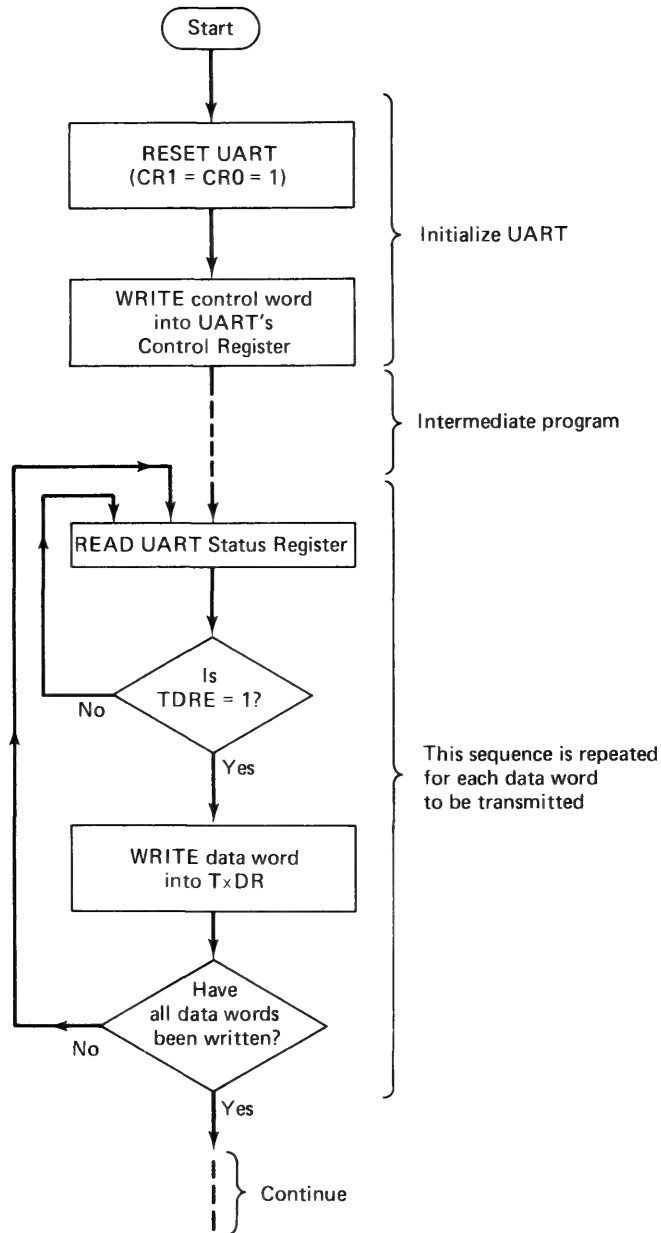 Start
RESET UART
(CR1 = CR0 = 1)
Initialize UART
WRITE control word
into UART's
Control Register
Intermediate program
READ UART Status Register
Is
TDRE = 1?
No
Yes
This sequence is repeated
for each data word
to be transmitted
WRITE data word
into TxDR
Have
all data words
been written?
No
Yes
Continue